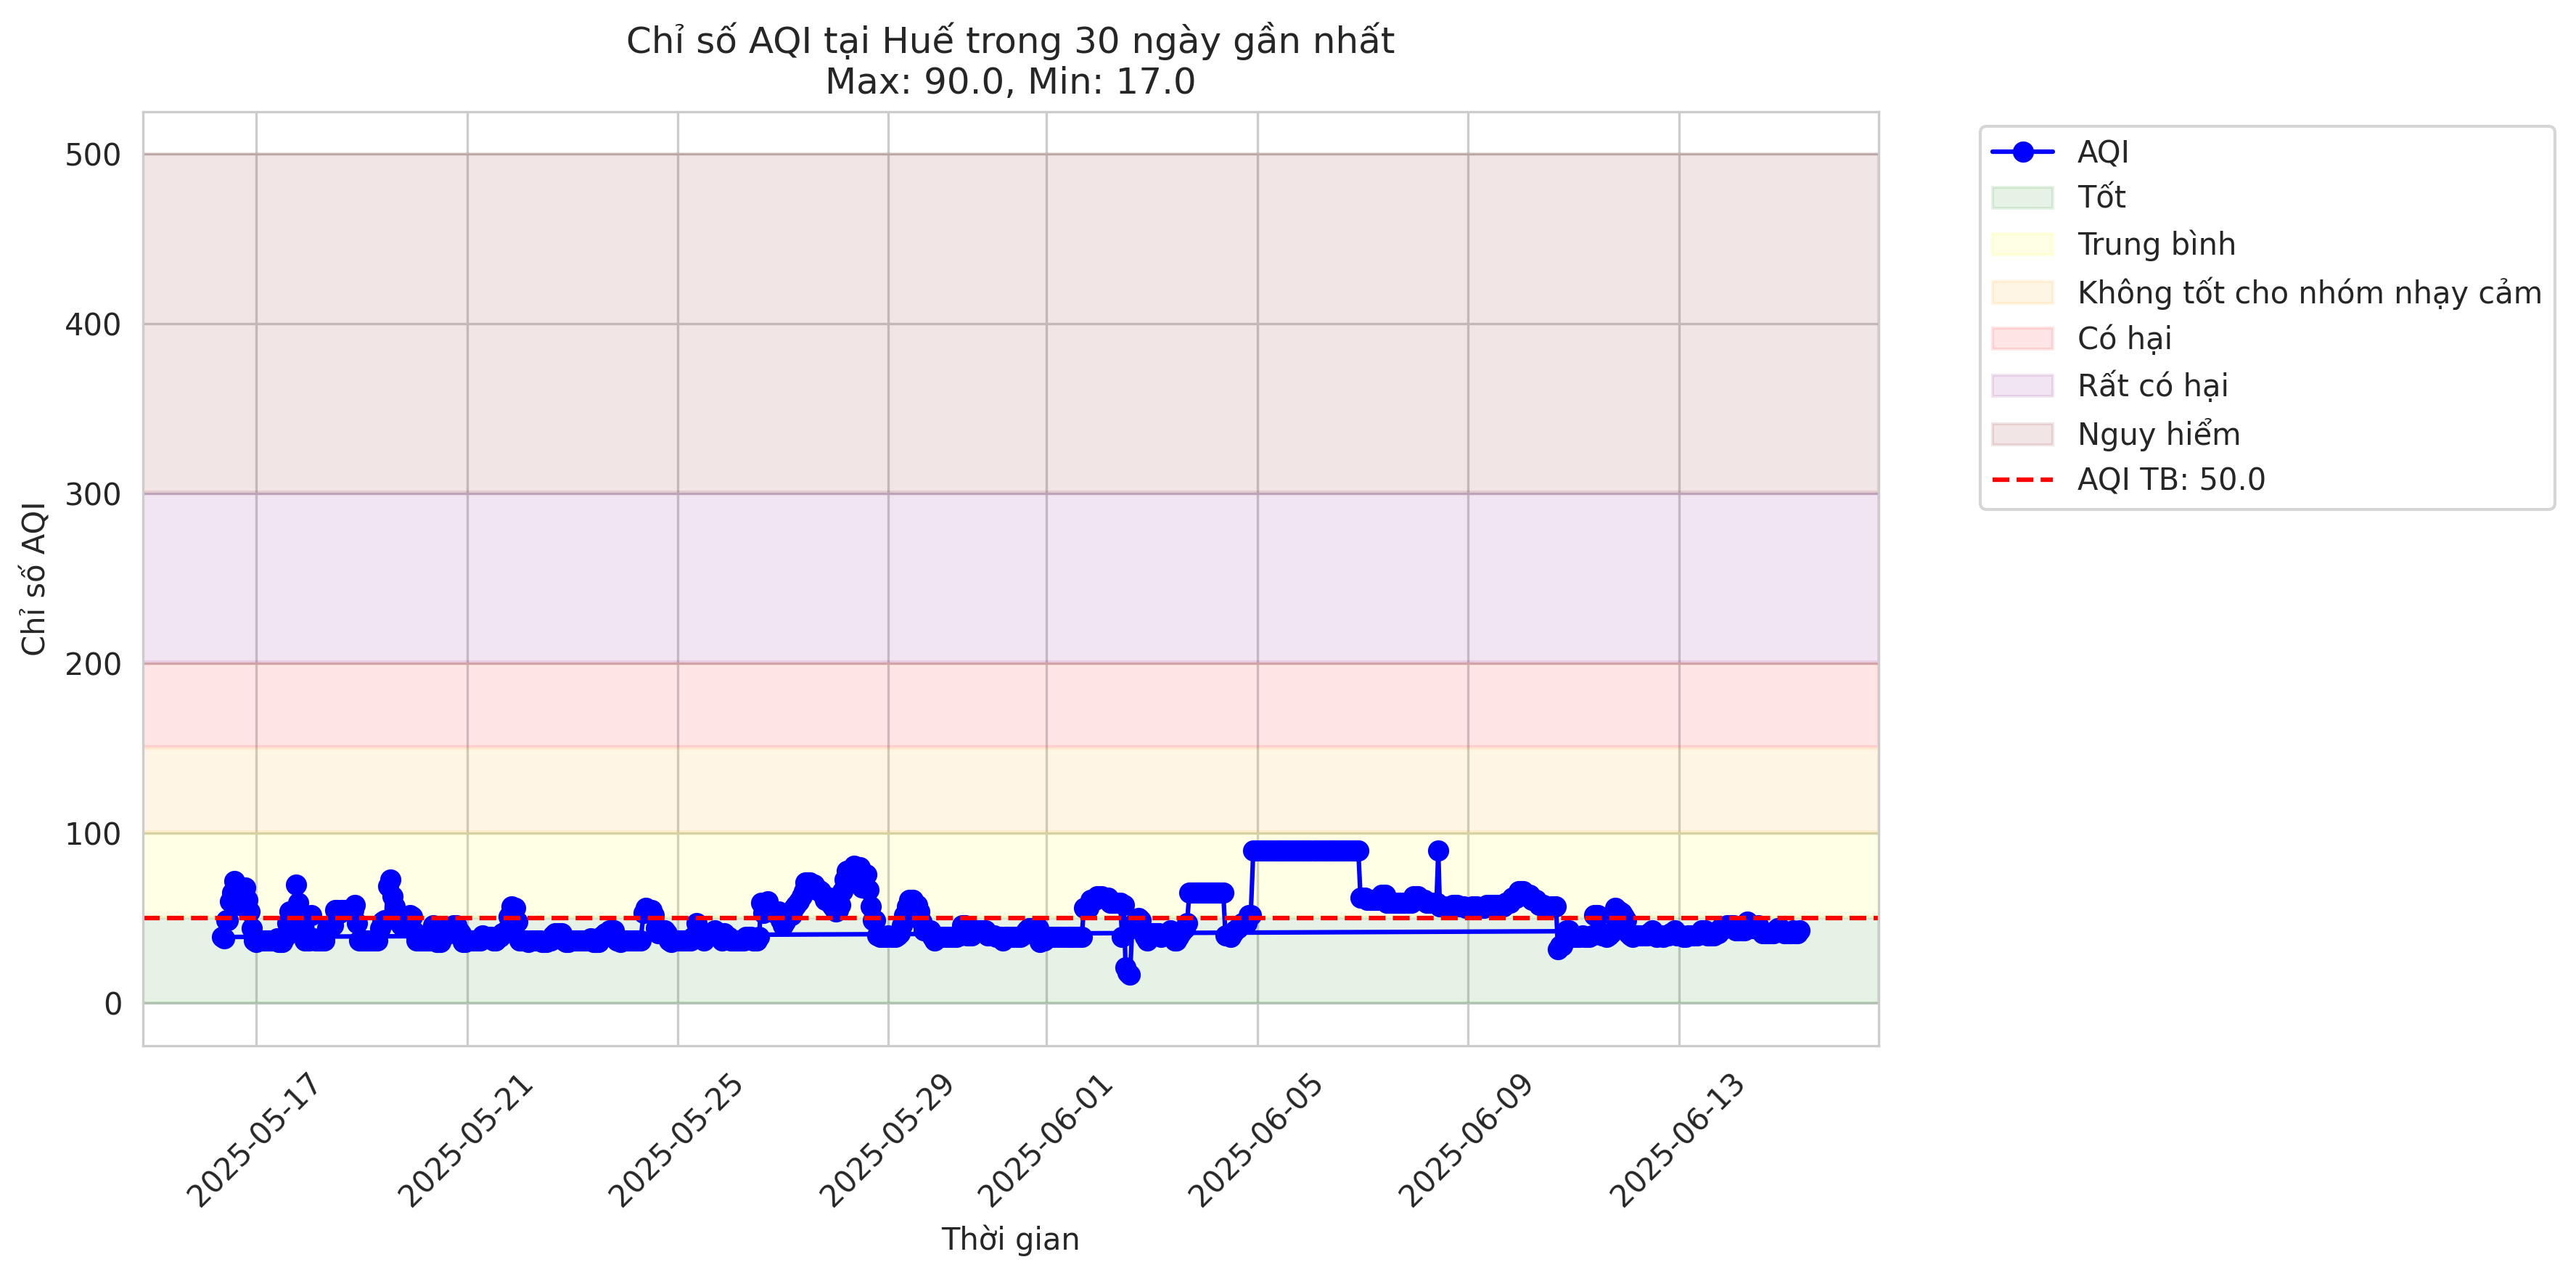 Chỉ số AQI tại Huế trong 30 ngày gần nhất
Max: 90.0, Min: 17.0
Chỉ số AQI
500
400
300
200
100
0
2025-05-17
2025-05-21
2025-05-25
2025-05-29
2025-06-01
2025-06-05
2025-06-09
2025-06-13
Thời gian
AQI
Tốt
Trung bình
Không tốt cho nhóm nhạy cảm
Có hại
Rất có hại
Nguy hiểm
AQI TB: 50.0